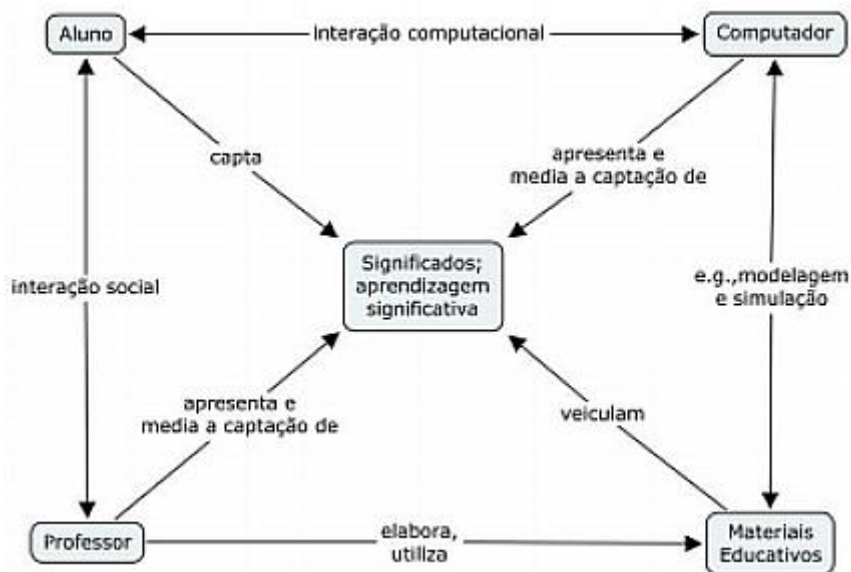 Aluno
Interação computacional
Computador
capta
apresenta e
media a captação de
Significados;
aprendizagem
significativa
interação social
e.g.,modelagem
e simulação
apresenta e
media a captação de
veiculam
Professor
elabora,
utiliza
Materiais
Educativos